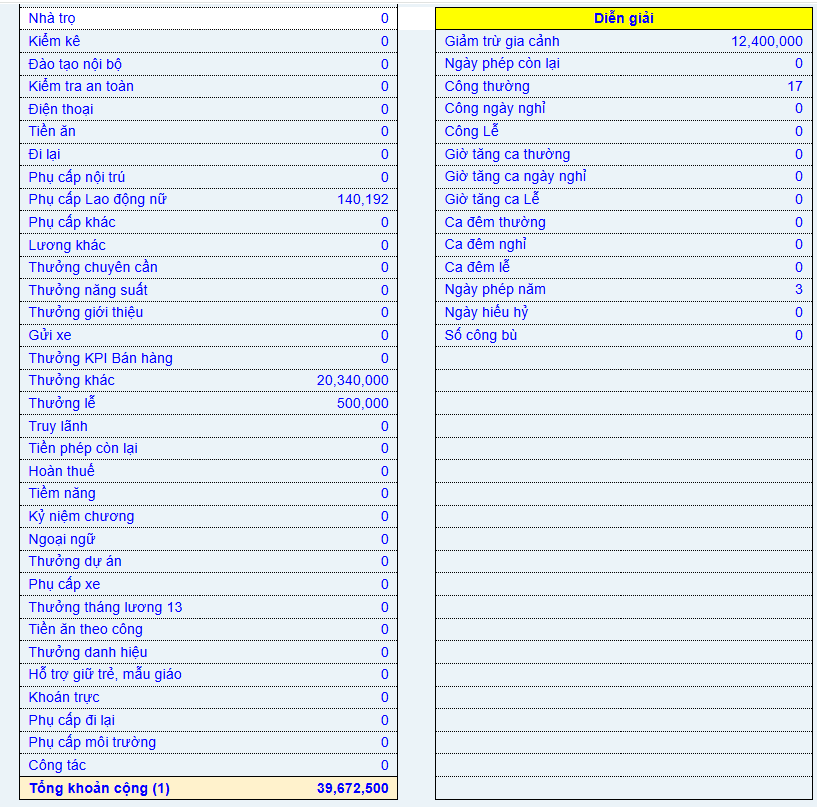 Nhà trọ 0
Kiểm kê 0
Đào tạo nội bộ 0
Kiểm tra an toàn 0
Điện thoại 0
Tiền ăn 0
Đi lại 0
Phụ cấp nội trú 0
Phụ cấp Lao động nữ 140,192
Phụ cấp khác 0
Lương khác 0
Thưởng chuyên cần 0
Thưởng năng suất 0
Thưởng giới thiệu 0
Gửi xe 0
Thưởng KPI Bán hàng 0
Thưởng khác 20,340,000
Thưởng lễ 500,000
Truy lãnh 0
Tiền phép còn lại 0
Hoàn thuế 0
Tiềm năng 0
Kỷ niệm chương 0
Ngoại ngữ 0
Thưởng dự án 0
Phụ cấp xe 0
Thưởng tháng lương 13 0
Tiền ăn theo công 0
Thưởng danh hiệu 0
Hỗ trợ giữ trẻ, mẫu giáo 0
Khoán trực 0
Phụ cấp đi lại 0
Phụ cấp môi trường 0
Công tác 0
Tổng khoản cộng (1) 39,672,500
Diễn giải
Giảm trừ gia cảnh 12,400,000
Ngày phép còn lại 0
Công thường 17
Công ngày nghỉ 0
Công Lễ 0
Giờ tăng ca thường 0
Giờ tăng ca ngày nghỉ 0
Giờ tăng ca Lễ 0
Ca đêm thường 0
Ca đêm nghỉ 0
Ca đêm lễ 0
Ngày phép năm 3
Ngày hiếu hỷ 0
Số công bù 0